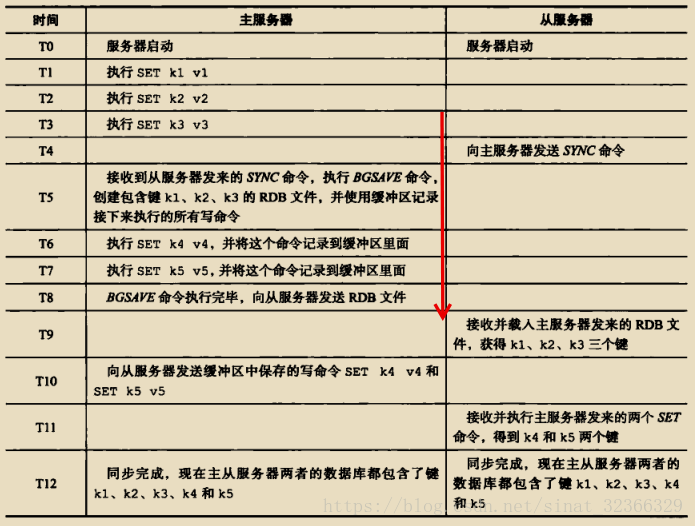 时间 主服务器 从服务器
T0 服务器启动 服务器启动
T1 执行 SET k1 v1
T2 执行 SET k2 v2
T3 执行 SET k3 v3
T4 向主服务器发送 SYNC 命令
接收到从服务器发来的 SYNC 命令，执行 BGSAVE 命令，
T5 创建包含键 k1、k2、k3 的 RDB 文件，并使用缓冲区记录
接下来执行的所有写命令
T6 执行 SET k4 v4，并将这个命令记录到缓冲区里面
T7 执行 SET k5 v5，并将这个命令记录到缓冲区里面
T8 BGSAVE 命令执行完毕，向从服务器发送 RDB 文件
T9 接收并载入主服务器发来的 RDB 文
件，获得 k1、k2、k3 三个键
T10 向从服务器发送缓冲区中保存的写命令 SET k4 v4 和
SET k5 v5
T11 接收并执行主服务器发来的两个 SET
命令，得到 k4 和 k5 两个键
T12 同步完成，现在主从服务器两者的数据库都包含了键
k1、k2、k3、k4 和 k5
同步完成，现在主从服务器两者的
数据库都包含了键 k1、k2、k3、k4
和 k5
https://blog.csdn.net/sinat_32366329